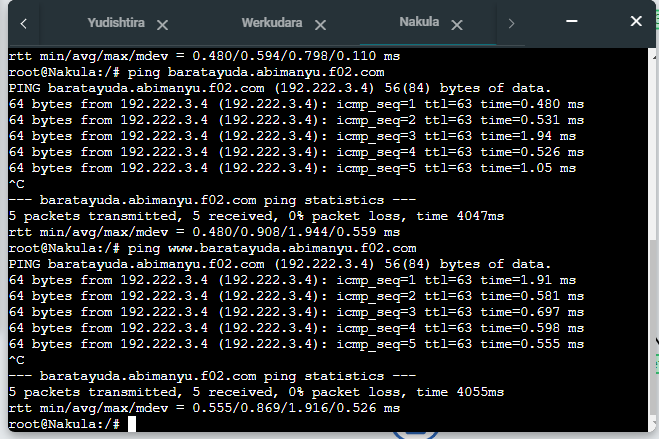 Yudishtira
Werkudara
Nakula
rtt min/avg/max/mdev = 0.480/0.594/0.798/0.110 ms
root@Nakula:/# ping baratayuda.abimanyu.f02.com
PING baratayuda.abimanyu.f02.com (192.222.3.4) 56(84) bytes of data.
64 bytes from 192.222.3.4 (192.222.3.4): icmp_seq=1 ttl=63 time=0.480 ms
64 bytes from 192.222.3.4 (192.222.3.4): icmp_seq=2 ttl=63 time=0.531 ms
64 bytes from 192.222.3.4 (192.222.3.4): icmp_seq=3 ttl=63 time=1.94 ms
64 bytes from 192.222.3.4 (192.222.3.4): icmp_seq=4 ttl=63 time=0.526 ms
64 bytes from 192.222.3.4 (192.222.3.4): icmp_seq=5 ttl=63 time=1.05 ms
^C
--- baratayuda.abimanyu.f02.com ping statistics ---
5 packets transmitted, 5 received, 0% packet loss, time 4047ms
rtt min/avg/max/mdev = 0.480/0.908/1.944/0.559 ms
root@Nakula:/# ping www.baratayuda.abimanyu.f02.com
PING baratayuda.abimanyu.f02.com (192.222.3.4) 56(84) bytes of data.
64 bytes from 192.222.3.4 (192.222.3.4): icmp_seq=1 ttl=63 time=1.91 ms
64 bytes from 192.222.3.4 (192.222.3.4): icmp_seq=2 ttl=63 time=0.581 ms
64 bytes from 192.222.3.4 (192.222.3.4): icmp_seq=3 ttl=63 time=0.697 ms
64 bytes from 192.222.3.4 (192.222.3.4): icmp_seq=4 ttl=63 time=0.598 ms
64 bytes from 192.222.3.4 (192.222.3.4): icmp_seq=5 ttl=63 time=0.555 ms
^C
--- baratayuda.abimanyu.f02.com ping statistics ---
5 packets transmitted, 5 received, 0% packet loss, time 4055ms
rtt min/avg/max/mdev = 0.555/0.869/1.916/0.526 ms
root@Nakula:/#